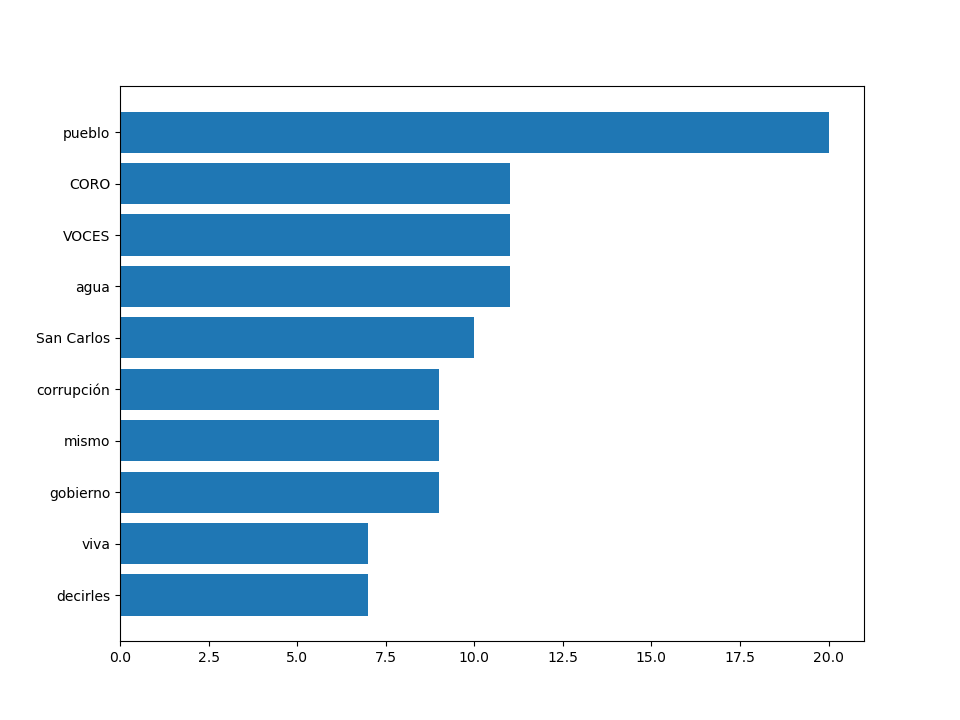 pueblo
CORO
VOCES
agua
San Carlos
corrupción
mismo
gobierno
viva
decirles
0.0 2.5 5.0 7.5 10.0 12.5 15.0 17.5 20.0